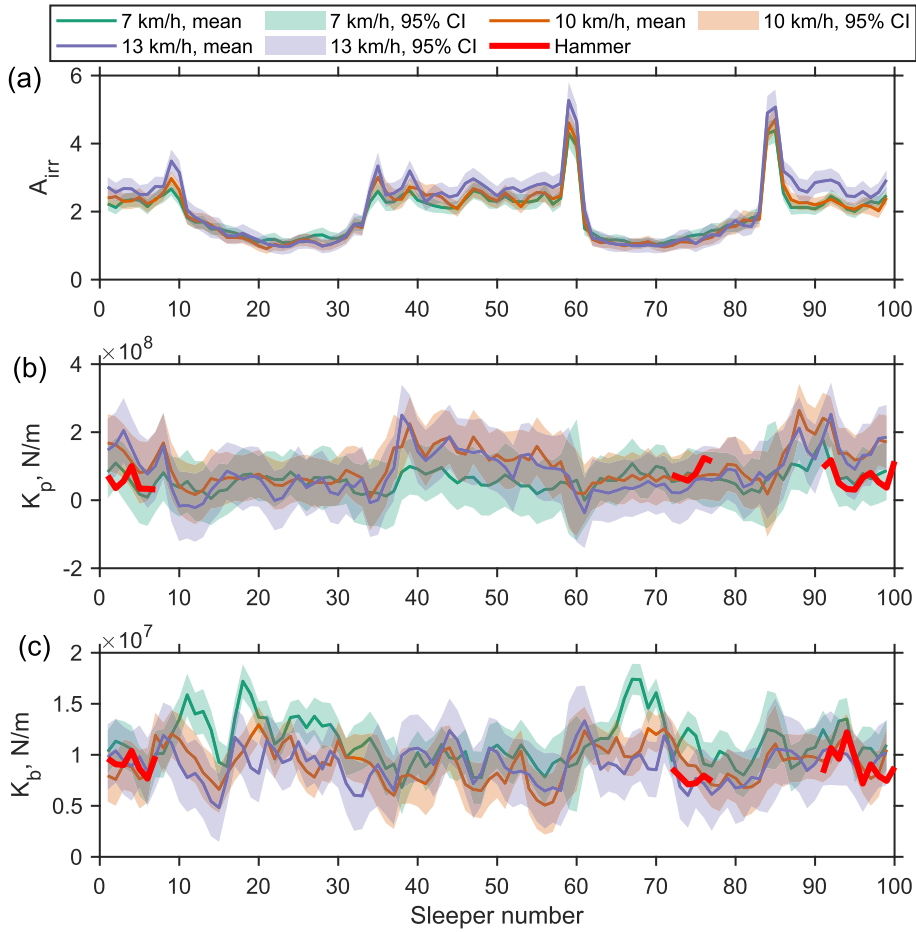 7 km/h, mean 7 km/h, 95% CI 10 km/h, mean 10 km/h, 95% CI
13 km/h, mean 13 km/h, 95% CI Hammer
(a)
6
4
2
0
A_irr
0 10 20 30 40 50 60 70 80 90 100
(b)
×10^8
4
2
0
-2
K_p, N/m
0 10 20 30 40 50 60 70 80 90 100
(c)
×10^7
2
1.5
1
0.5
0
K_b, N/m
0 10 20 30 40 50 60 70 80 90 100
Sleeper number